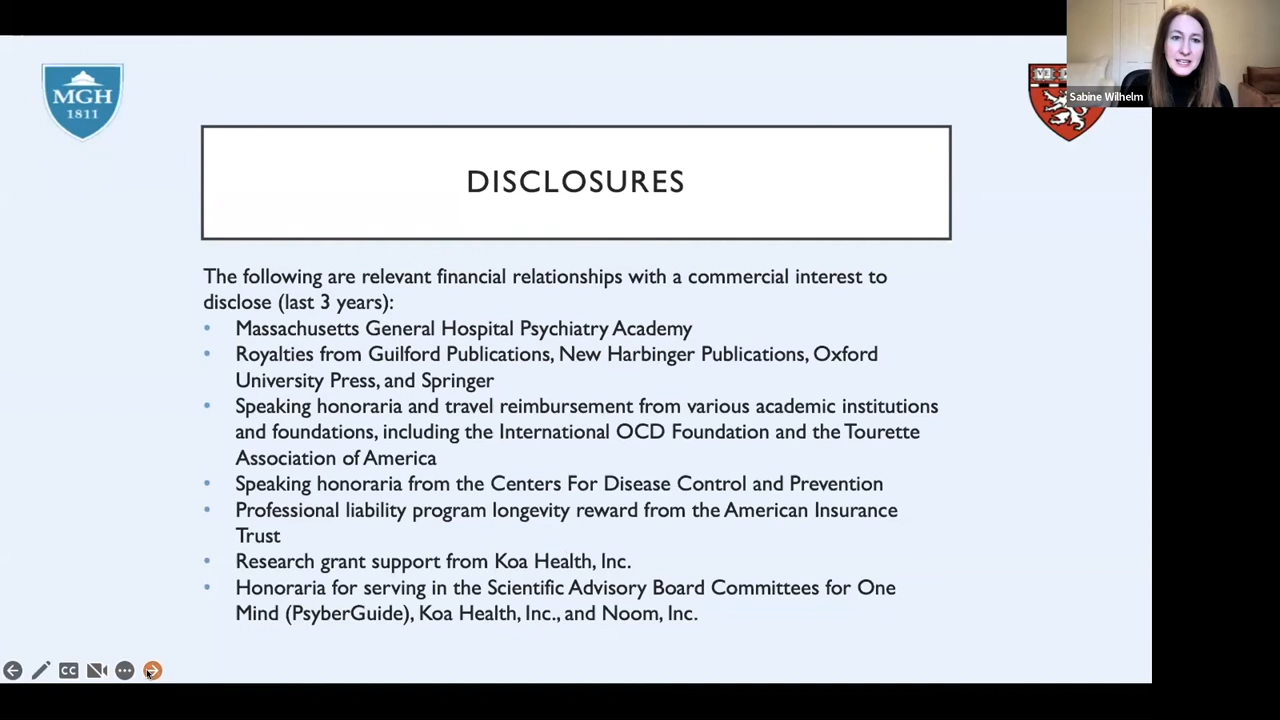 MGH
1811
VE RI
Sabine Wilhelm
DISCLOSURES
The following are relevant financial relationships with a commercial interest to
disclose (last 3 years):
• Massachusetts General Hospital Psychiatry Academy
• Royalties from Guilford Publications, New Harbinger Publications, Oxford
University Press, and Springer
• Speaking honoraria and travel reimbursement from various academic institutions
and foundations, including the International OCD Foundation and the Tourette
Association of America
• Speaking honoraria from the Centers For Disease Control and Prevention
• Professional liability program longevity reward from the American Insurance
Trust
• Research grant support from Koa Health, Inc.
• Honoraria for serving in the Scientific Advisory Board Committees for One
Mind (PsyberGuide), Koa Health, Inc., and Noom, Inc.
CC